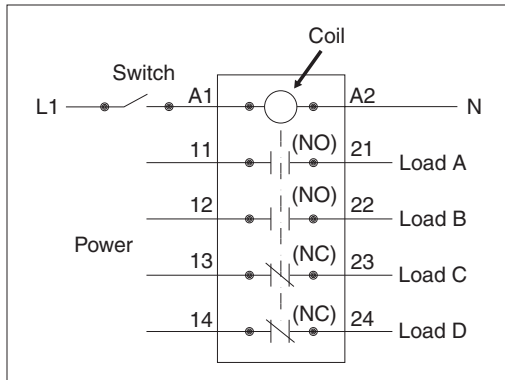 Coil
Switch
L1 A1 A2 N
11 (NO) 21 Load A
12 (NO) 22 Load B
Power
13 (NC) 23 Load C
14 (NC) 24 Load D